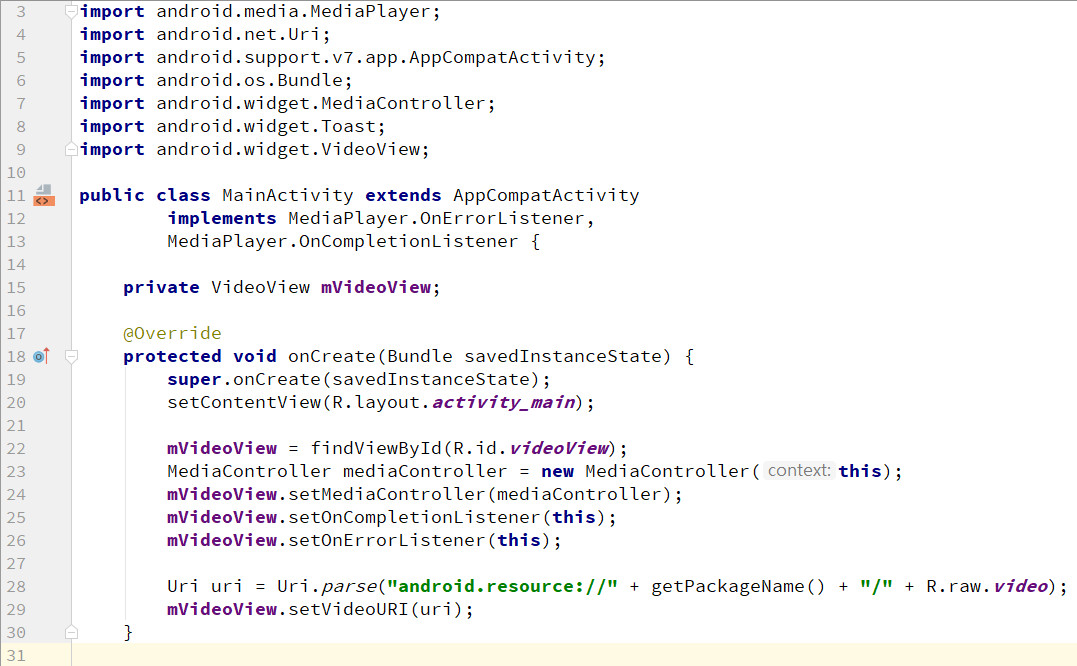 3 import android.media.MediaPlayer;
4 import android.net.Uri;
5 import android.support.v7.app.AppCompatActivity;
6 import android.os.Bundle;
7 import android.widget.MediaController;
8 import android.widget.Toast;
9 import android.widget.VideoView;
10
11 public class MainActivity extends AppCompatActivity
12 implements MediaPlayer.OnErrorListener,
13 MediaPlayer.OnCompletionListener {
14
15 private VideoView mVideoView;
16
17 @Override
18 protected void onCreate(Bundle savedInstanceState) {
19 super.onCreate(savedInstanceState);
20 setContentView(R.layout.activity_main);
21
22 mVideoView = findViewById(R.id.videoView);
23 MediaController mediaController = new MediaController( context: this);
24 mVideoView.setMediaController(mediaController);
25 mVideoView.setOnCompletionListener(this);
26 mVideoView.setOnErrorListener(this);
27
28 Uri uri = Uri.parse("android.resource://" + getPackageName() + "/" + R.raw.video);
29 mVideoView.setVideoURI(uri);
30 }
31